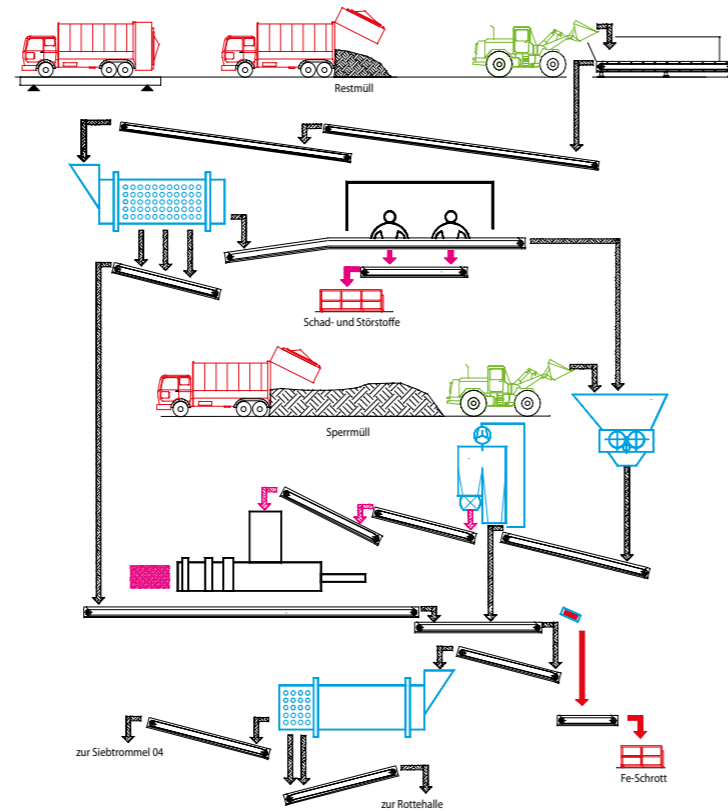 Restmüll
Schad- und Störstoffe
Sperrmüll
zur Siebtrommel 04
Fe-Schrott
zur Rottehalle